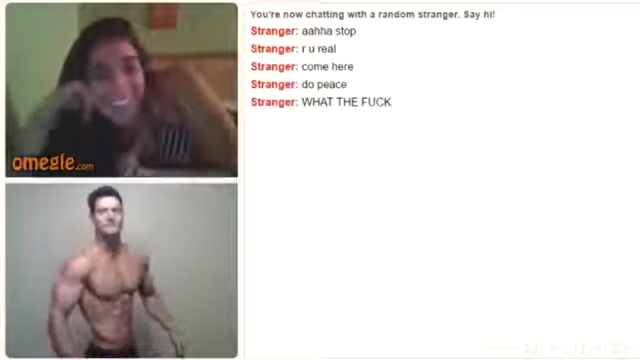 You're now chatting with a random stranger. Say hi!
Stranger: aahha stop
Stranger: r u real
Stranger: come here
Stranger: do peace
Stranger: WHAT THE FUCK
omegle.com